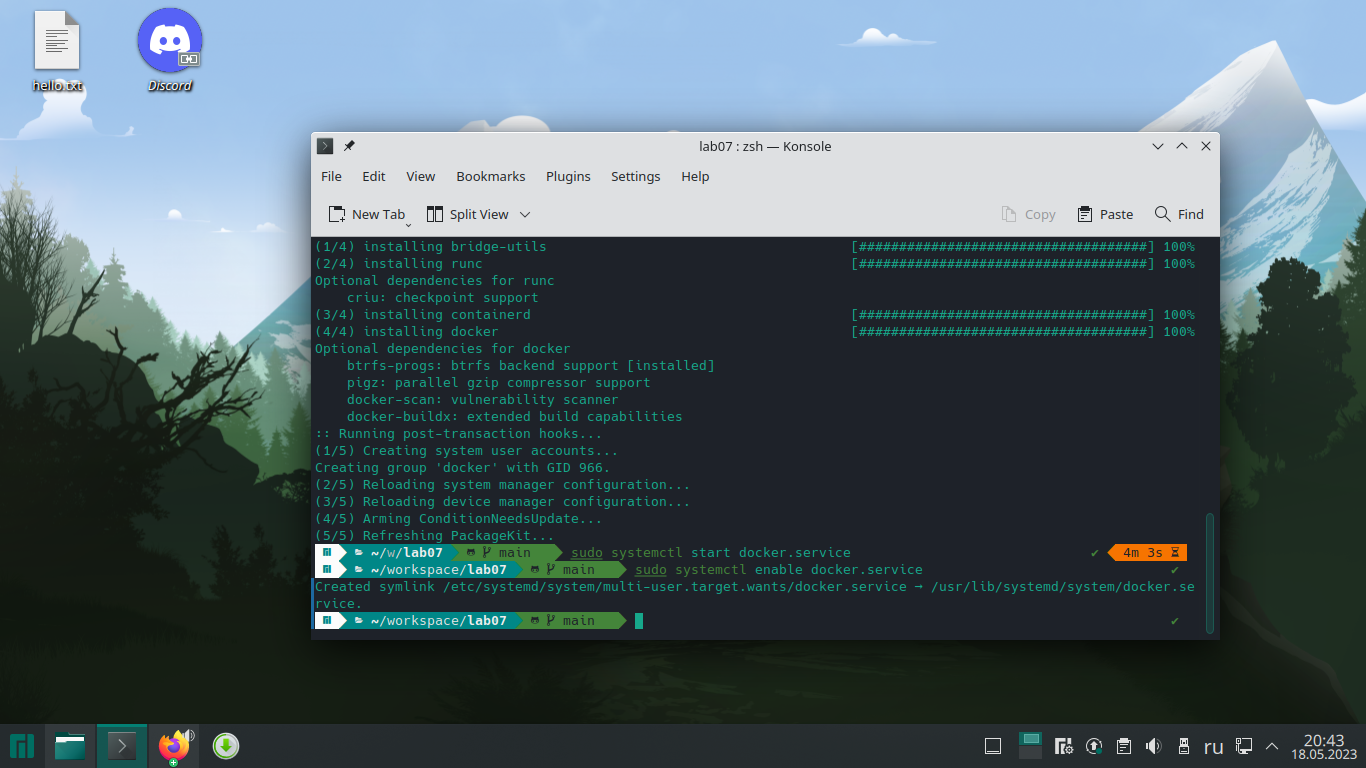 hello.txt
Discord
lab07 : zsh — Konsole
File Edit View Bookmarks Plugins Settings Help
New Tab Split View Copy Paste Find
(1/4) installing bridge-utils [####################################] 100%
(2/4) installing runc [####################################] 100%
Optional dependencies for runc
criu: checkpoint support
(3/4) installing containerd [####################################] 100%
(4/4) installing docker [####################################] 100%
Optional dependencies for docker
btrfs-progs: btrfs backend support [installed]
pigz: parallel gzip compressor support
docker-scan: vulnerability scanner
docker-buildx: extended build capabilities
:: Running post-transaction hooks...
(1/5) Creating system user accounts...
Creating group 'docker' with GID 966.
(2/5) Reloading system manager configuration...
(3/5) Reloading device manager configuration...
(4/5) Arming ConditionNeedsUpdate...
(5/5) Refreshing PackageKit...
~/w/lab07 main sudo systemctl start docker.service ✔ 4m 3s
~/workspace/lab07 main sudo systemctl enable docker.service ✔
Created symlink /etc/systemd/system/multi-user.target.wants/docker.service → /usr/lib/systemd/system/docker.se
rvice.
~/workspace/lab07 main ✔
ru
20:43
18.05.2023